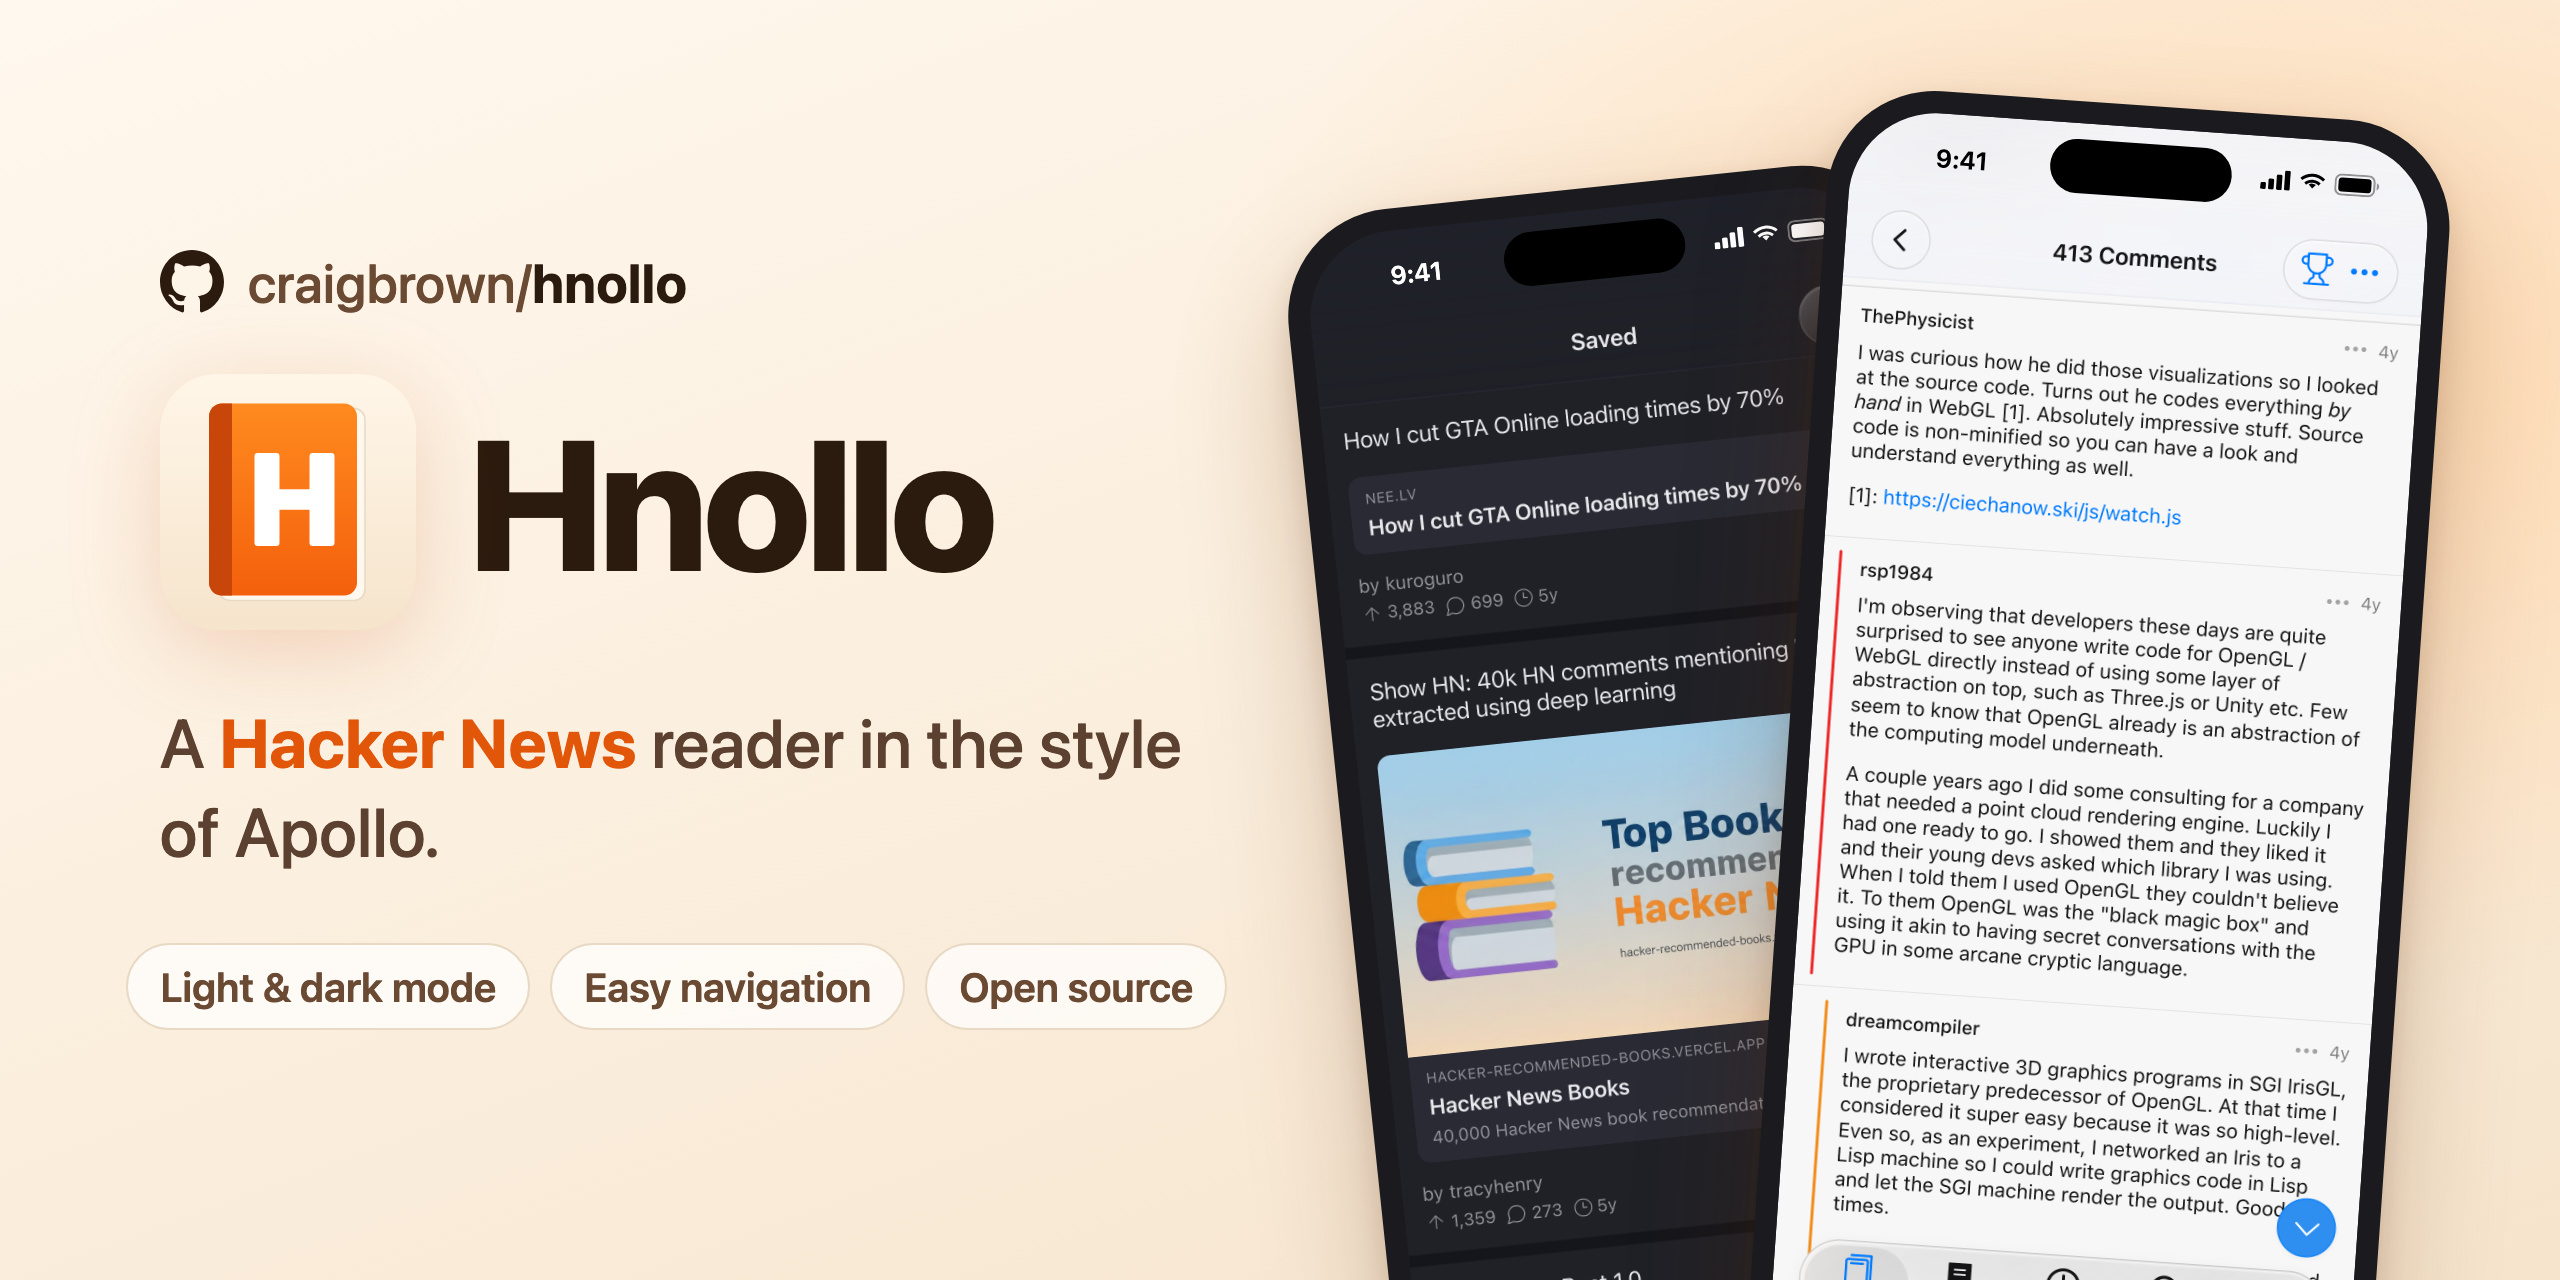 craigbrown/hnollo
H
Hnollo
A Hacker News reader in the style
of Apollo.
Light & dark mode
Easy navigation
Open source
9:41
Saved
How I cut GTA Online loading times by 70%
NEE.LV
How I cut GTA Online loading times by 70%
by kuroguro
3,883 699 5y
Show HN: 40k HN comments mentioning
extracted using deep learning
Top Book
recommen
Hacker N
hacker-recommended-books.
HACKER-RECOMMENDED-BOOKS.VERCEL.APP
Hacker News Books
40,000 Hacker News book recommendat
by tracyhenry
1,359 273 5y
1.0
9:41
413 Comments
ThePhysicist
4y
I was curious how he did those visualizations so I looked
at the source code. Turns out he codes everything by
hand in WebGL [1]. Absolutely impressive stuff. Source
code is non-minified so you can have a look and
understand everything as well.
[1]: https://ciechanow.ski/js/watch.js
rsp1984
4y
I'm observing that developers these days are quite
surprised to see anyone write code for OpenGL /
WebGL directly instead of using some layer of
abstraction on top, such as Three.js or Unity etc. Few
seem to know that OpenGL already is an abstraction of
the computing model underneath.
A couple years ago I did some consulting for a company
that needed a point cloud rendering engine. Luckily I
had one ready to go. I showed them and they liked it
and their young devs asked which library I was using.
When I told them I used OpenGL they couldn't believe
it. To them OpenGL was the "black magic box" and
using it akin to having secret conversations with the
GPU in some arcane cryptic language.
dreamcompiler
4y
I wrote interactive 3D graphics programs in SGI IrisGL,
the proprietary predecessor of OpenGL. At that time I
considered it super easy because it was so high-level.
Even so, as an experiment, I networked an Iris to a
Lisp machine so I could write graphics code in Lisp
and let the SGI machine render the output. Good
times.